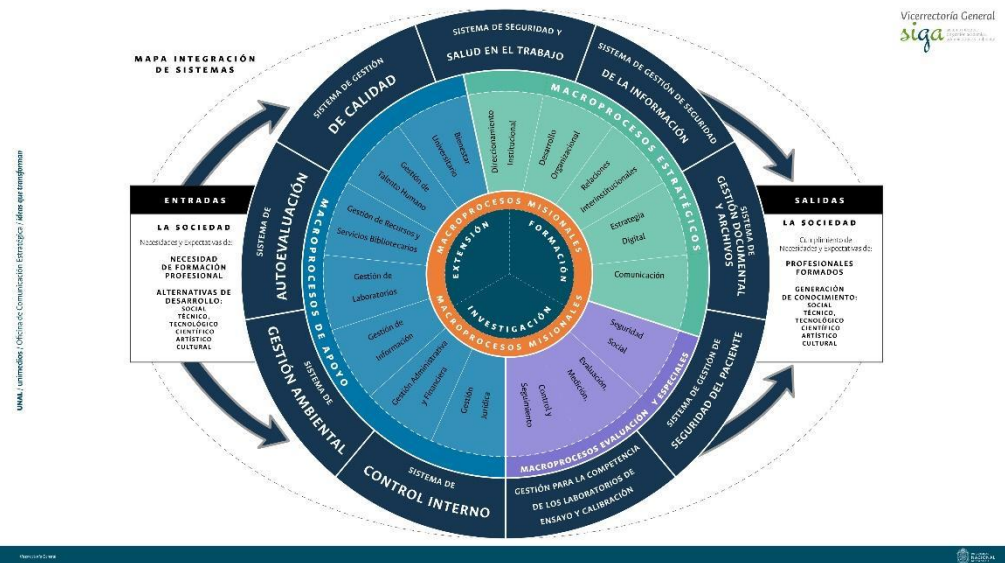 Vicerrectoría General
siga
MAPA INTEGRACIÓN
DE SISTEMAS
SISTEMA DE GESTIÓN
DE CALIDAD
SISTEMA DE SEGURIDAD Y
SALUD EN EL TRABAJO
SISTEMA DE GESTIÓN DE SEGURIDAD
DE LA INFORMACIÓN
SISTEMA DE
GESTIÓN DOCUMENTAL
Y ARCHIVOS
SISTEMA DE GESTIÓN DE
SEGURIDAD DEL PACIENTE
GESTIÓN PARA LA COMPETENCIA
DE LOS LABORATORIOS DE
ENSAYO Y CALIBRACIÓN
SISTEMA DE
CONTROL INTERNO
SISTEMA DE
GESTIÓN AMBIENTAL
SISTEMA DE
AUTOEVALUACIÓN
MACROPROCESOS ESTRATÉGICOS
Direccionamiento
Institucional
Desarrollo
Organizacional
Relaciones
Interinstitucionales
Estrategia
Digital
Comunicación
MACROPROCESOS EVALUACIÓN Y ESPECIALES
Seguridad
Social
Evaluación,
Medición,
Control y
Seguimiento
MACROPROCESOS DE APOYO
Bienestar
Universitario
Gestión de
Talento Humano
Gestión de Recursos y
Servicios Bibliotecarios
Gestión de
Laboratorios
Gestión de
Información
Gestión Administrativa
y Financiera
Gestión
Jurídica
MACROPROCESOS MISIONALES
MACROPROCESOS MISIONALES
EXTENSIÓN
FORMACIÓN
INVESTIGACIÓN
ENTRADAS
LA SOCIEDAD
Necesidades y Expectativas de:
NECESIDAD
DE FORMACIÓN
PROFESIONAL
ALTERNATIVAS DE
DESARROLLO:
SOCIAL
TÉCNICO,
TECNOLÓGICO
CIENTÍFICO
ARTÍSTICO
CULTURAL
SALIDAS
LA SOCIEDAD
Cumplimiento de
Necesidades y Expectativas de:
PROFESIONALES
FORMADOS
GENERACIÓN
DE CONOCIMIENTO:
SOCIAL
TÉCNICO,
TECNOLÓGICO
CIENTÍFICO
ARTÍSTICO
CULTURAL
UNAL / unimedios / Oficina de Comunicación Estratégica / ideas que transforman
Vicerrectoría General
NACIONAL